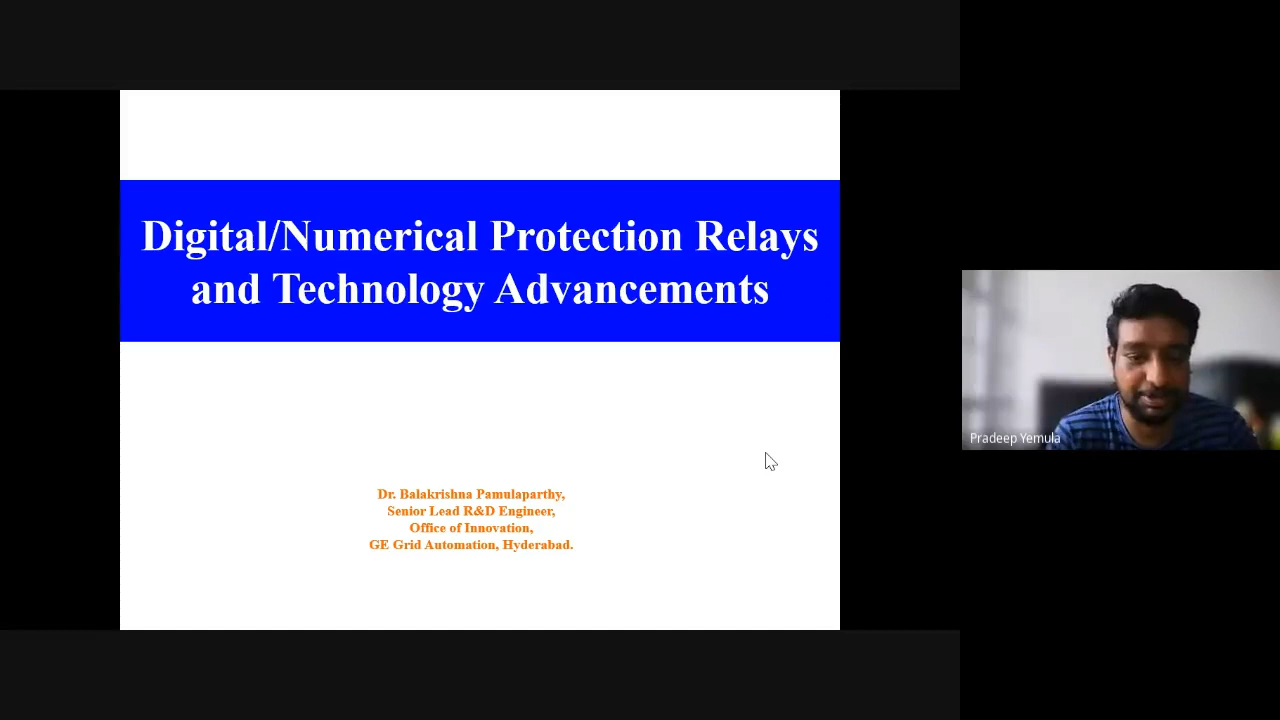 Digital/Numerical Protection Relays
and Technology Advancements
Dr. Balakrishna Pamulaparthy,
Senior Lead R&D Engineer,
Office of Innovation,
GE Grid Automation, Hyderabad.
Pradeep Yemula